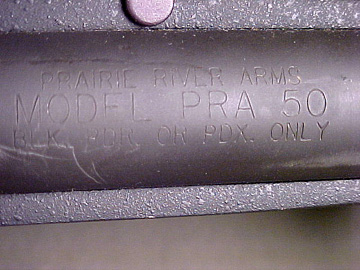 PRAIRIE RIVER ARMS
MODEL PRA 50
BLK. PDR. OR PDX. ONLY